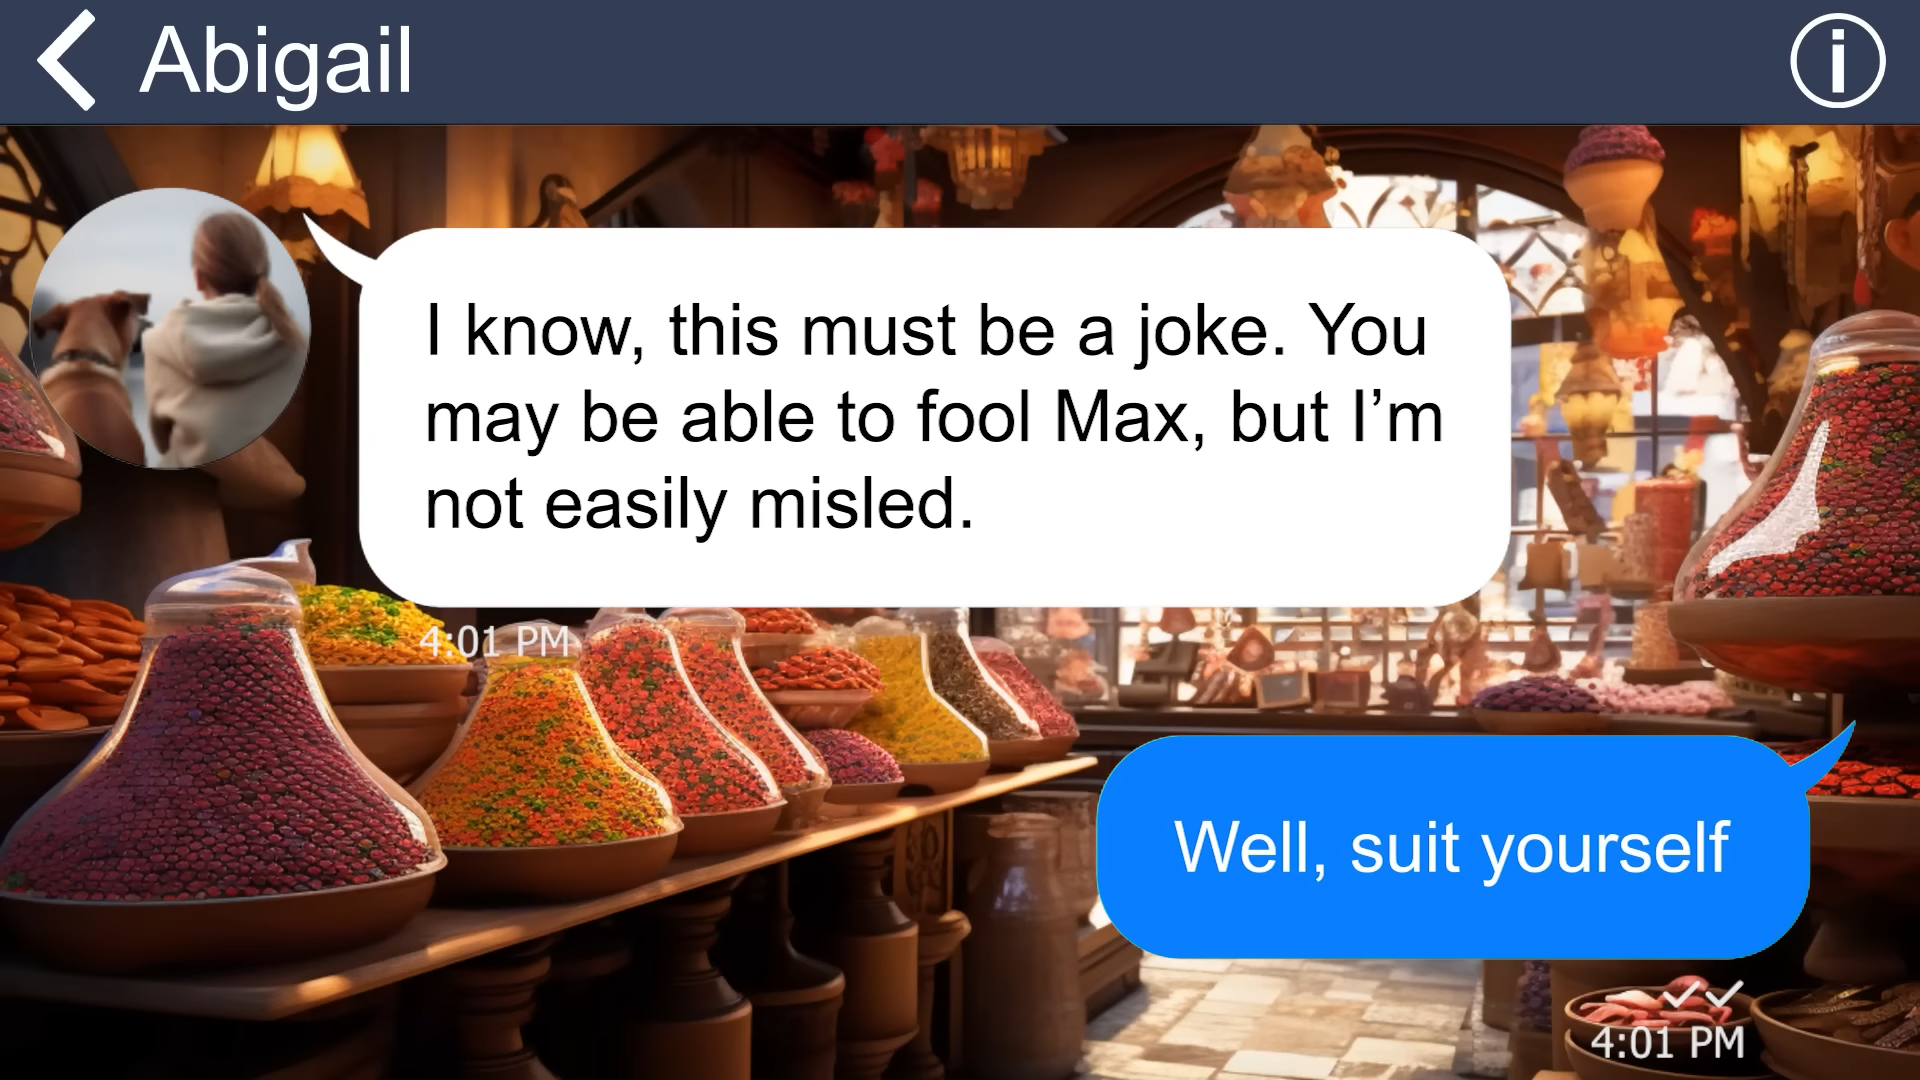 Abigail
I know, this must be a joke. You
may be able to fool Max, but I’m
not easily misled.
4:01 PM
Well, suit yourself
4:01 PM